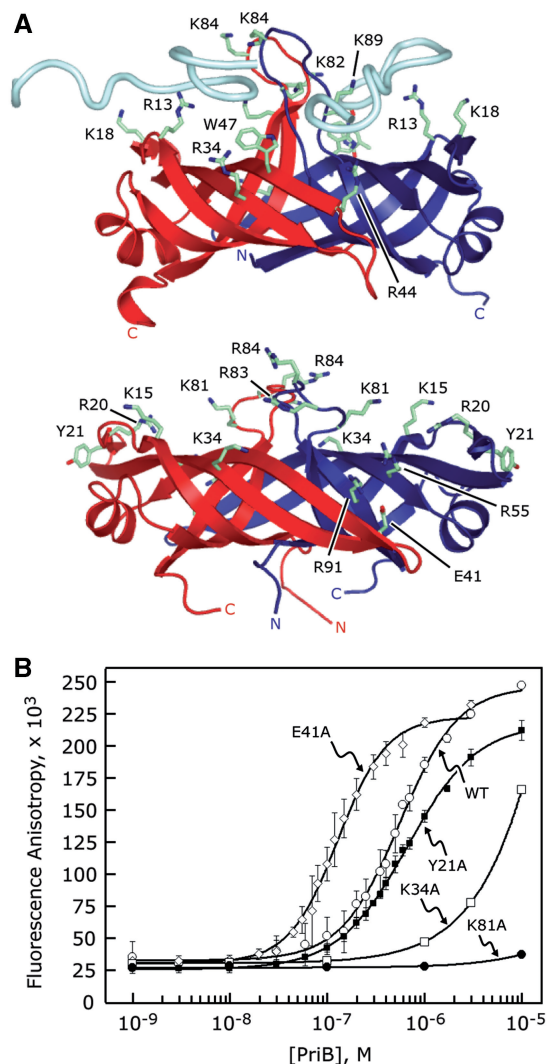 A
K84 K84
K82 K89
R13 R13
K18 W47 K18
R34
N R44
C C
R84
R83 R84
K15 K81 K81 K15
R20 R20
Y21 K34 K34 Y21
R55
R91 E41
C C
N N
B
Fluorescence Anisotropy, x 10³
250
225
200
175
150
125
100
75
50
25
0
E41A
WT
Y21A
K34A
K81A
10⁻⁹ 10⁻⁸ 10⁻⁷ 10⁻⁶ 10⁻⁵
[PriB], M